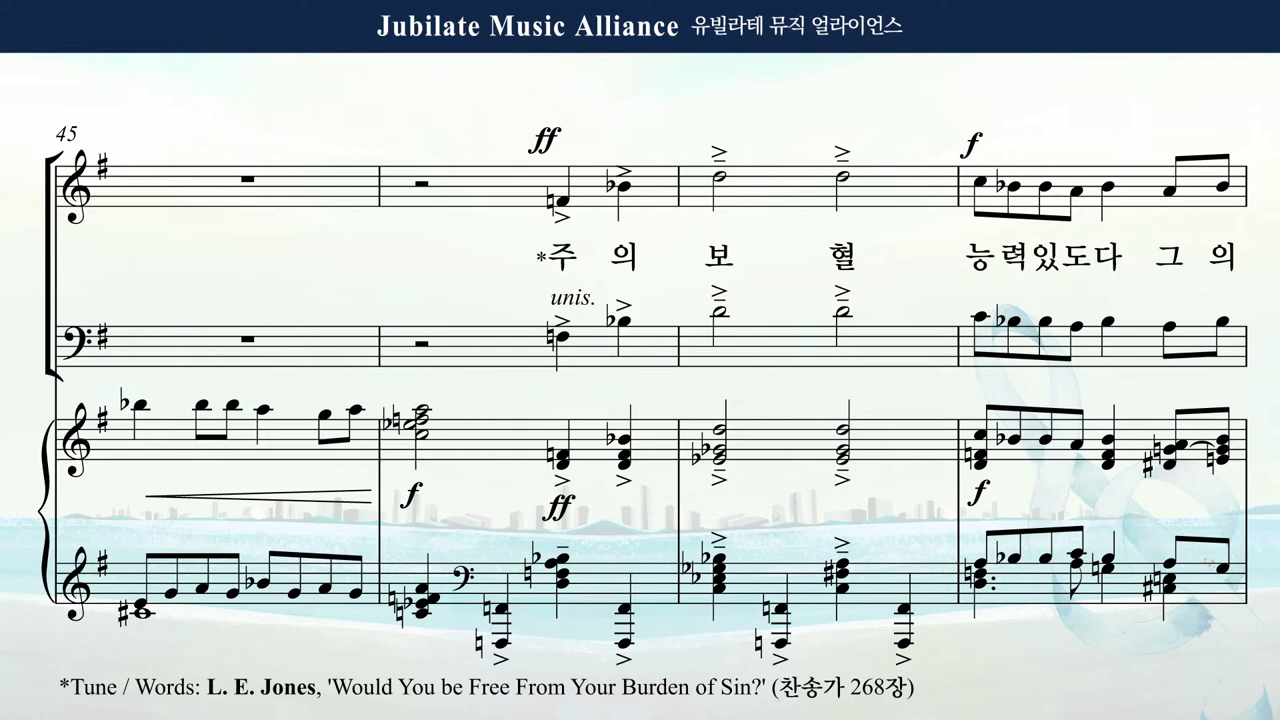 Jubilate Music Alliance 유빌라테 뮤직 얼라이언스
45
ff
f
*주 의 보 혈 능력있도다 그 의
unis.
f
ff
f
*Tune / Words: L. E. Jones, 'Would You be Free From Your Burden of Sin?' (찬송가 268장)